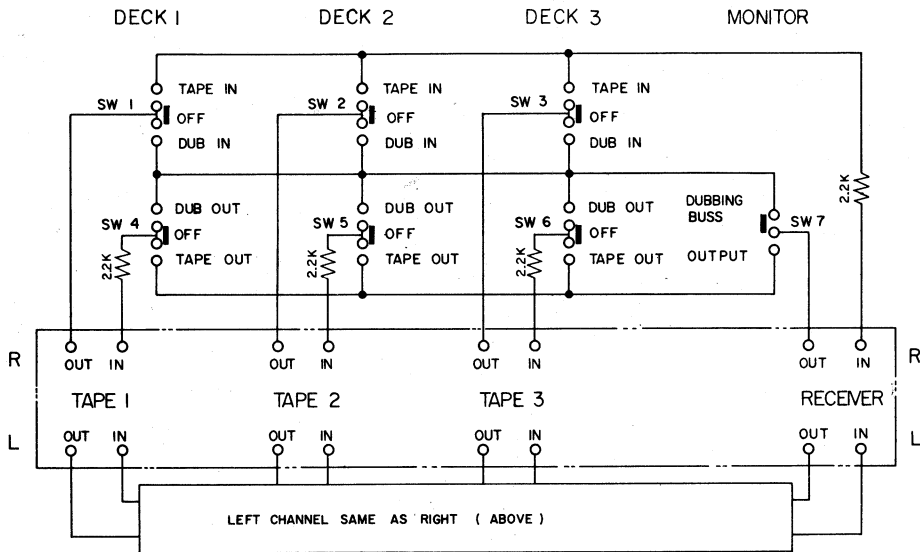 DECK 1 DECK 2 DECK 3 MONITOR
TAPE IN TAPE IN TAPE IN
SW 1 SW 2 SW 3
OFF OFF OFF
DUB IN DUB IN DUB IN
2.2K
DUB OUT DUB OUT DUB OUT DUBBING
BUSS
SW 4 SW 5 SW 6 SW 7
OFF OFF OFF
TAPE OUT TAPE OUT TAPE OUT OUTPUT
2.2K 2.2K 2.2K
R R
OUT IN OUT IN OUT IN OUT IN
TAPE 1 TAPE 2 TAPE 3 RECEIVER
OUT IN OUT IN OUT IN OUT IN
L L
LEFT CHANNEL SAME AS RIGHT ( ABOVE )